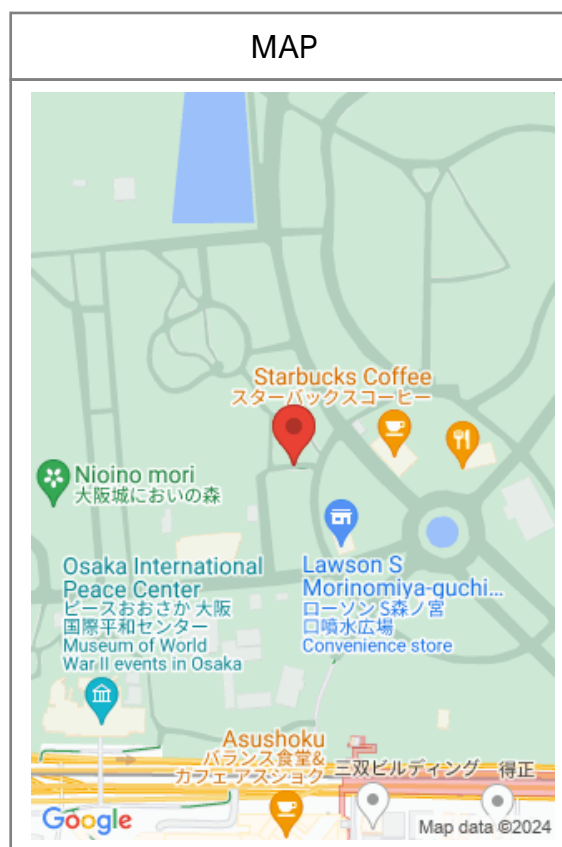 MAP
Starbucks Coffee
スターバックスコーヒー
Nioino mori
大阪城においの森
Osaka International
Peace Center
ピースおおさか 大阪
国際平和センター
Museum of World
War II events in Osaka
Lawson S
Morinomiya-guchi...
ローソン S森ノ宮
口噴水広場
Convenience store
Asushoku
バランス食堂&
カフェ アスショク
三双ビルディング
得正
Google
Map data ©2024